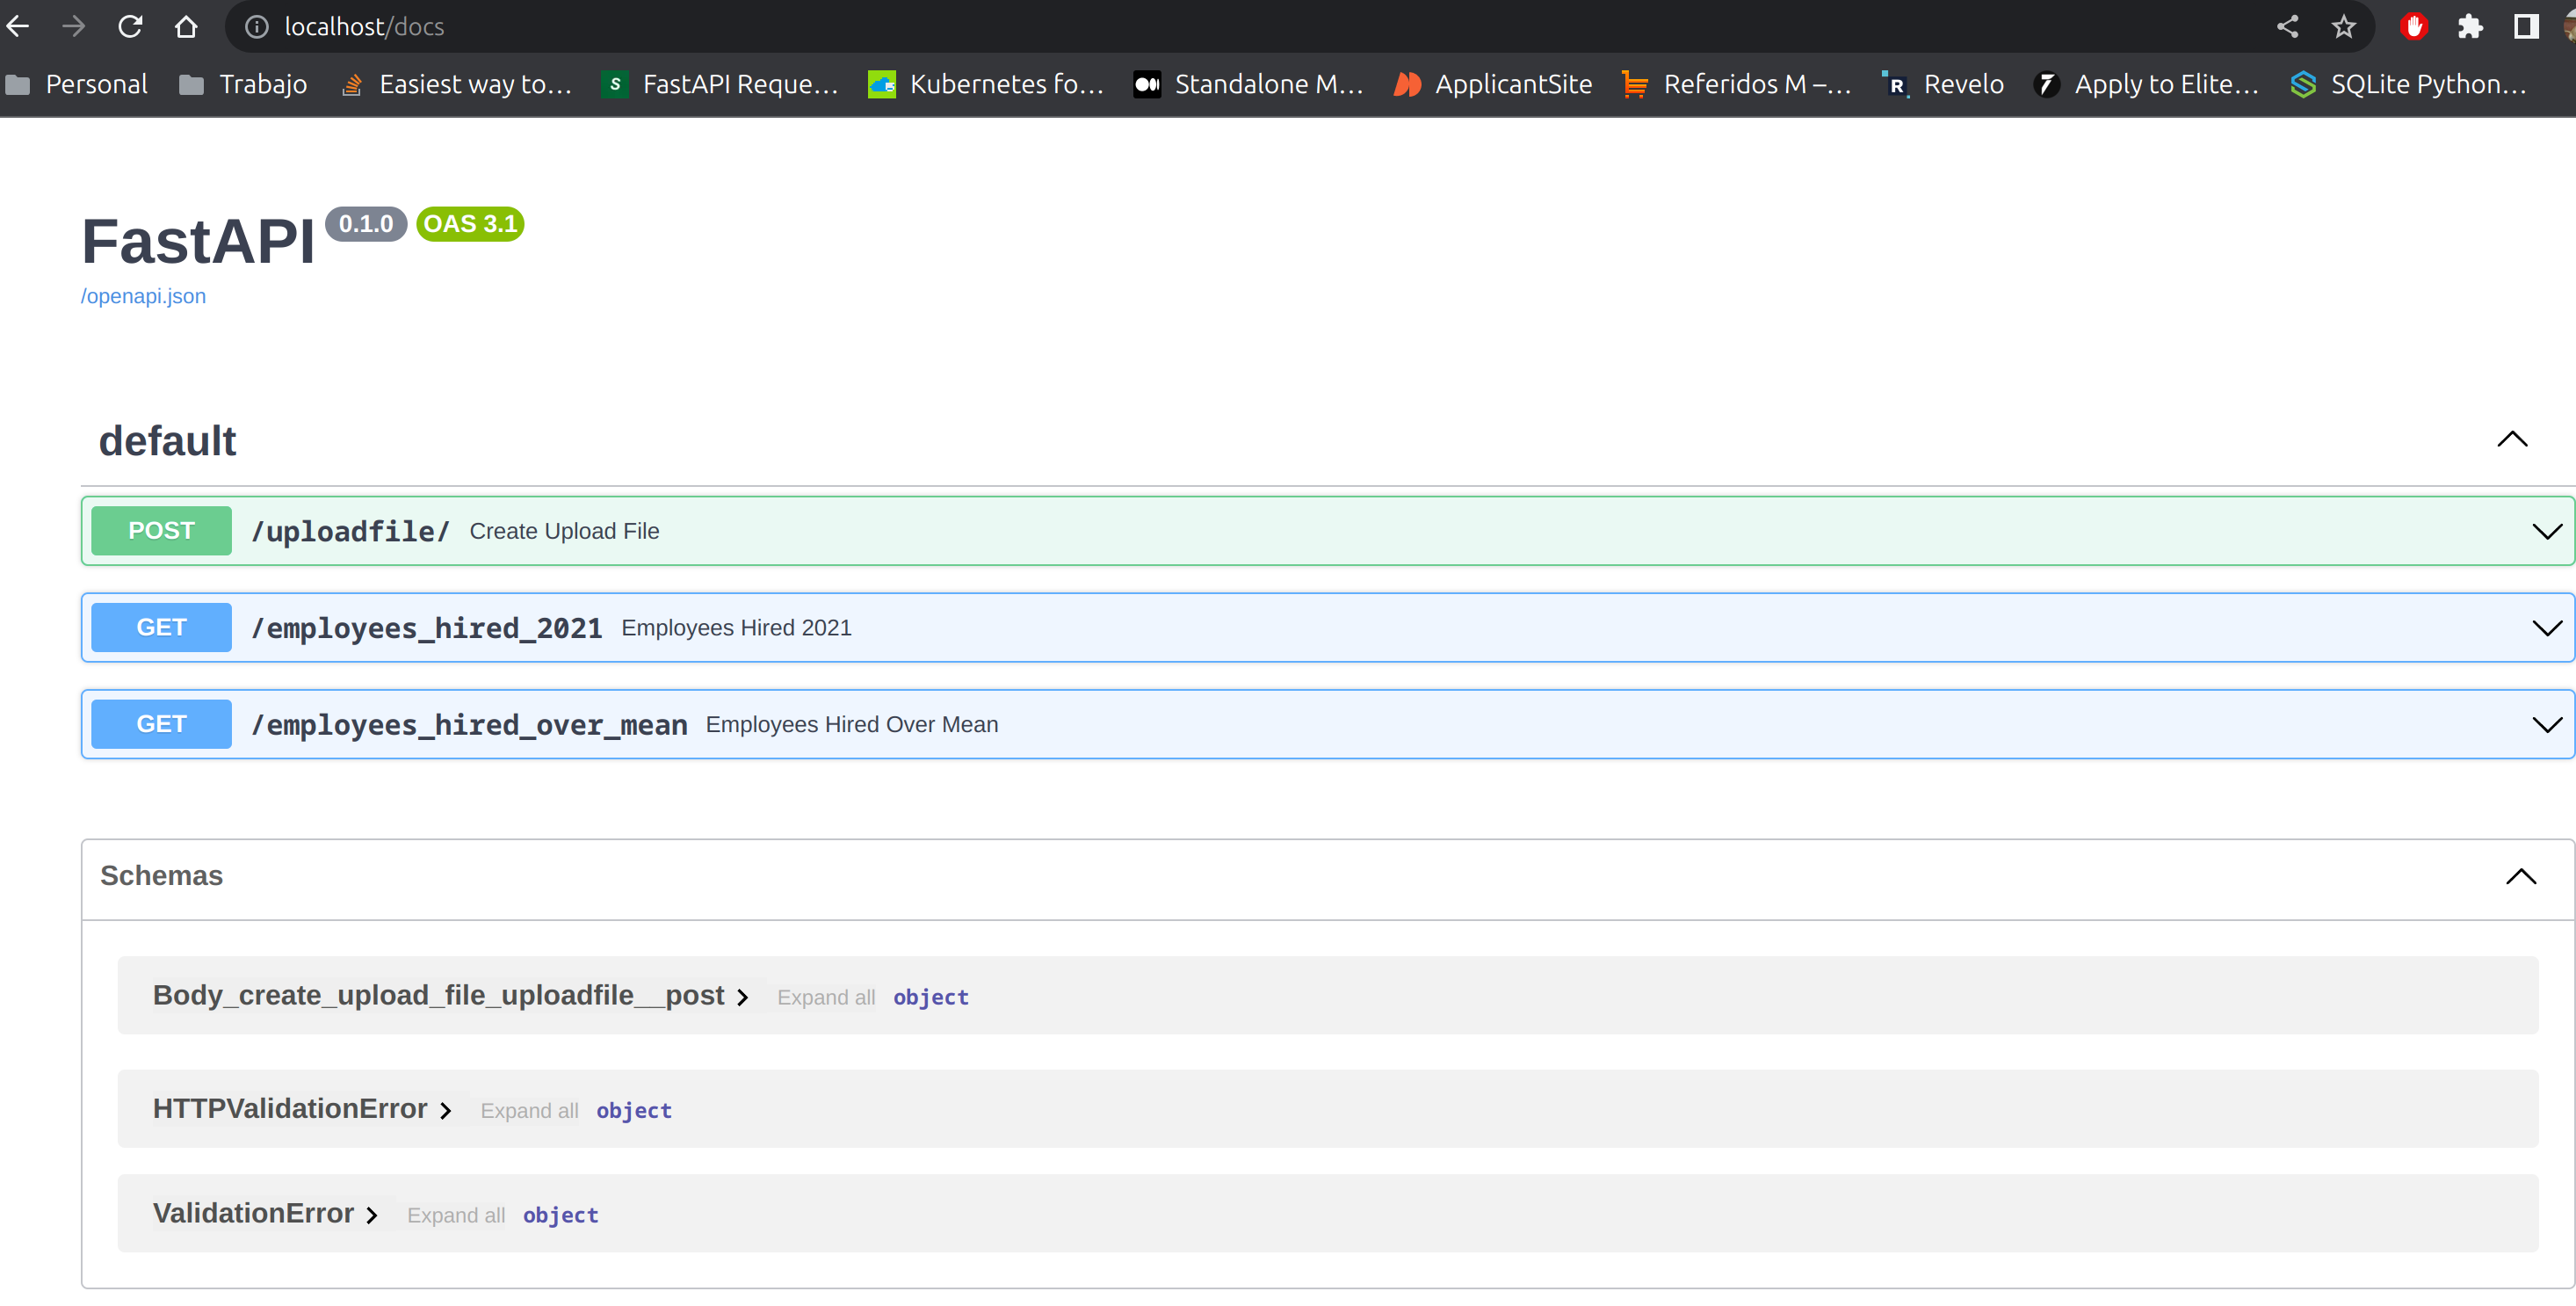 localhost/docs
Personal Trabajo Easiest way to... S FastAPI Reque... Kubernetes fo... Standalone M... ApplicantSite Referidos M –... R Revelo Apply to Elite... SQLite Python...
FastAPI 0.1.0 OAS 3.1
/openapi.json
default
POST /uploadfile/ Create Upload File
GET /employees_hired_2021 Employees Hired 2021
GET /employees_hired_over_mean Employees Hired Over Mean
Schemas
Body_create_upload_file_uploadfile__post Expand all object
HTTPValidationError Expand all object
ValidationError Expand all object